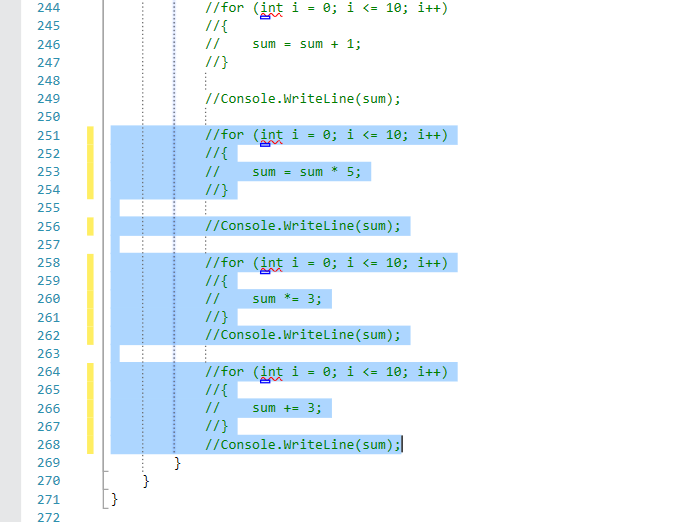 244 //for (int i = 0; i <= 10; i++)
245 //{
246 //    sum = sum + 1;
247 //}
248
249 //Console.WriteLine(sum);
250
251 //for (int i = 0; i <= 10; i++)
252 //{
253 //    sum = sum * 5;
254 //}
255
256 //Console.WriteLine(sum);
257
258 //for (int i = 0; i <= 10; i++)
259 //{
260 //    sum *= 3;
261 //}
262 //Console.WriteLine(sum);
263
264 //for (int i = 0; i <= 10; i++)
265 //{
266 //    sum += 3;
267 //}
268 //Console.WriteLine(sum);
269 }
270 }
271 }
272